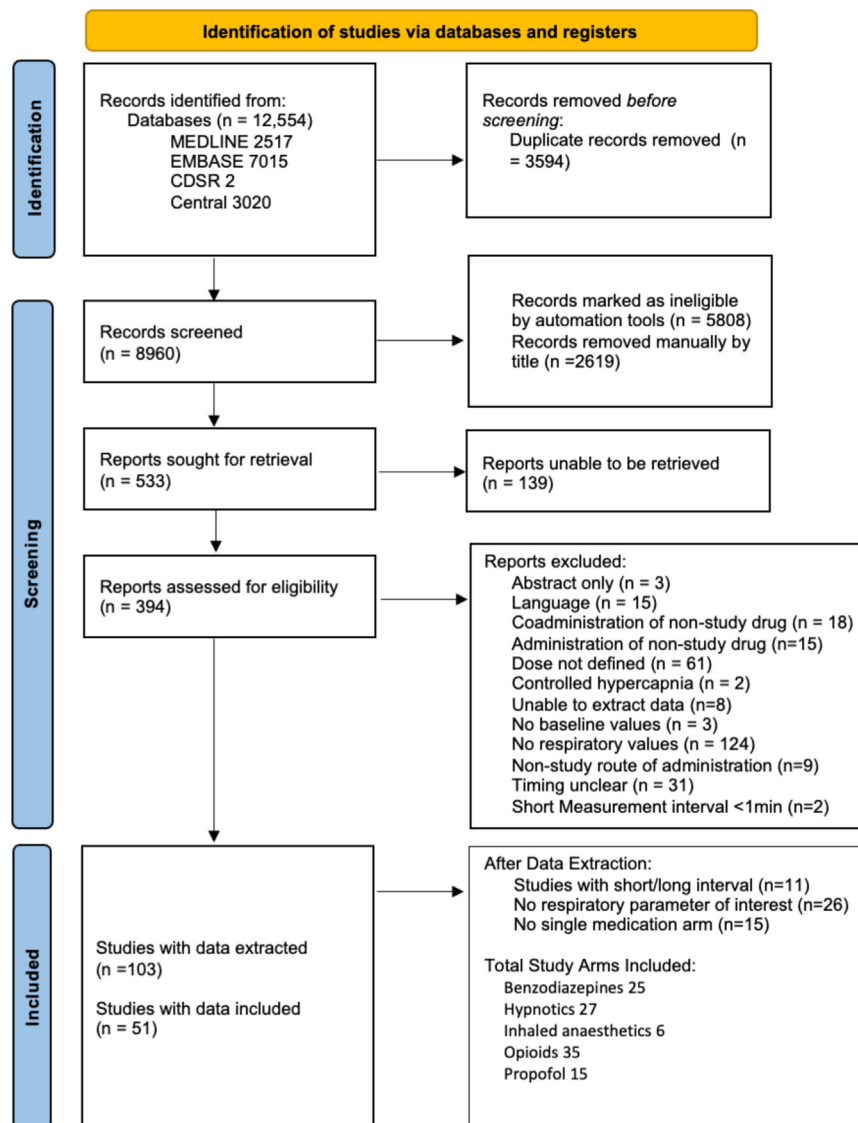 Identification of studies via databases and registers
Identification
Records identified from:
Databases (n = 12,554)
MEDLINE 2517
EMBASE 7015
CDSR 2
Central 3020
Records removed before
screening:
Duplicate records removed (n
= 3594)
Screening
Records screened
(n = 8960)
Records marked as ineligible
by automation tools (n = 5808)
Records removed manually by
title (n =2619)
Reports sought for retrieval
(n = 533)
Reports unable to be retrieved
(n = 139)
Reports assessed for eligibility
(n = 394)
Reports excluded:
Abstract only (n = 3)
Language (n = 15)
Coadministration of non-study drug (n = 18)
Administration of non-study drug (n=15)
Dose not defined (n = 61)
Controlled hypercapnia (n = 2)
Unable to extract data (n=8)
No baseline values (n = 3)
No respiratory values (n = 124)
Non-study route of administration (n=9)
Timing unclear (n = 31)
Short Measurement interval <1min (n=2)
Included
Studies with data extracted
(n =103)
Studies with data included
(n = 51)
After Data Extraction:
Studies with short/long interval (n=11)
No respiratory parameter of interest (n=26)
No single medication arm (n=15)
Total Study Arms Included:
Benzodiazepines 25
Hypnotics 27
Inhaled anaesthetics 6
Opioids 35
Propofol 15